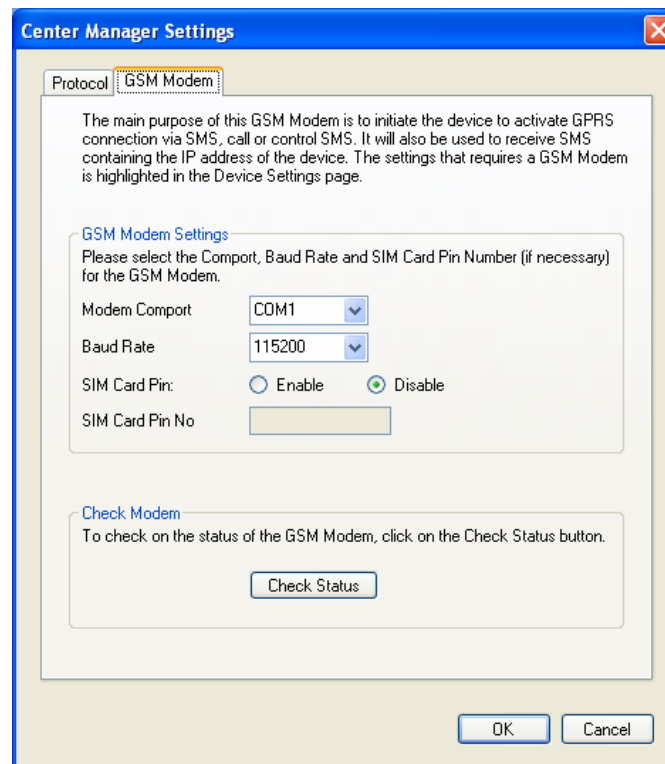 Center Manager Settings
Protocol
GSM Modem
The main purpose of this GSM Modem is to initiate the device to activate GPRS
connection via SMS, call or control SMS. It will also be used to receive SMS
containing the IP address of the device. The settings that requires a GSM Modem
is highlighted in the Device Settings page.
GSM Modem Settings
Please select the Comport, Baud Rate and SIM Card Pin Number (if necessary)
for the GSM Modem.
Modem Comport COM1
Baud Rate 115200
SIM Card Pin: Enable Disable
SIM Card Pin No
Check Modem
To check on the status of the GSM Modem, click on the Check Status button.
Check Status
OK Cancel